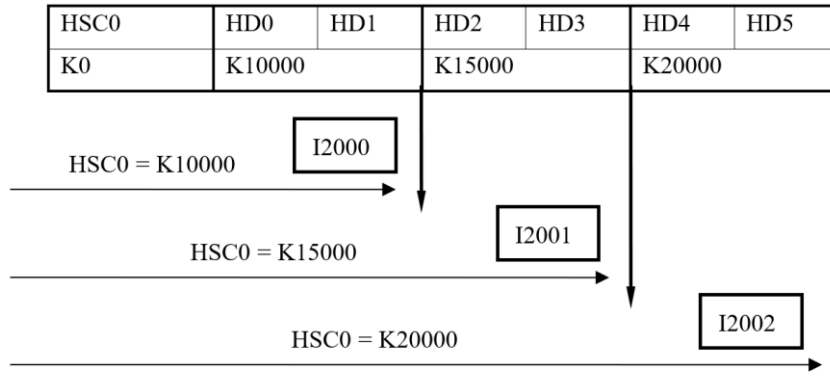 HSC0 HD0 HD1 HD2 HD3 HD4 HD5
K0 K10000 K15000 K20000
I2000
HSC0 = K10000
I2001
HSC0 = K15000
I2002
HSC0 = K20000